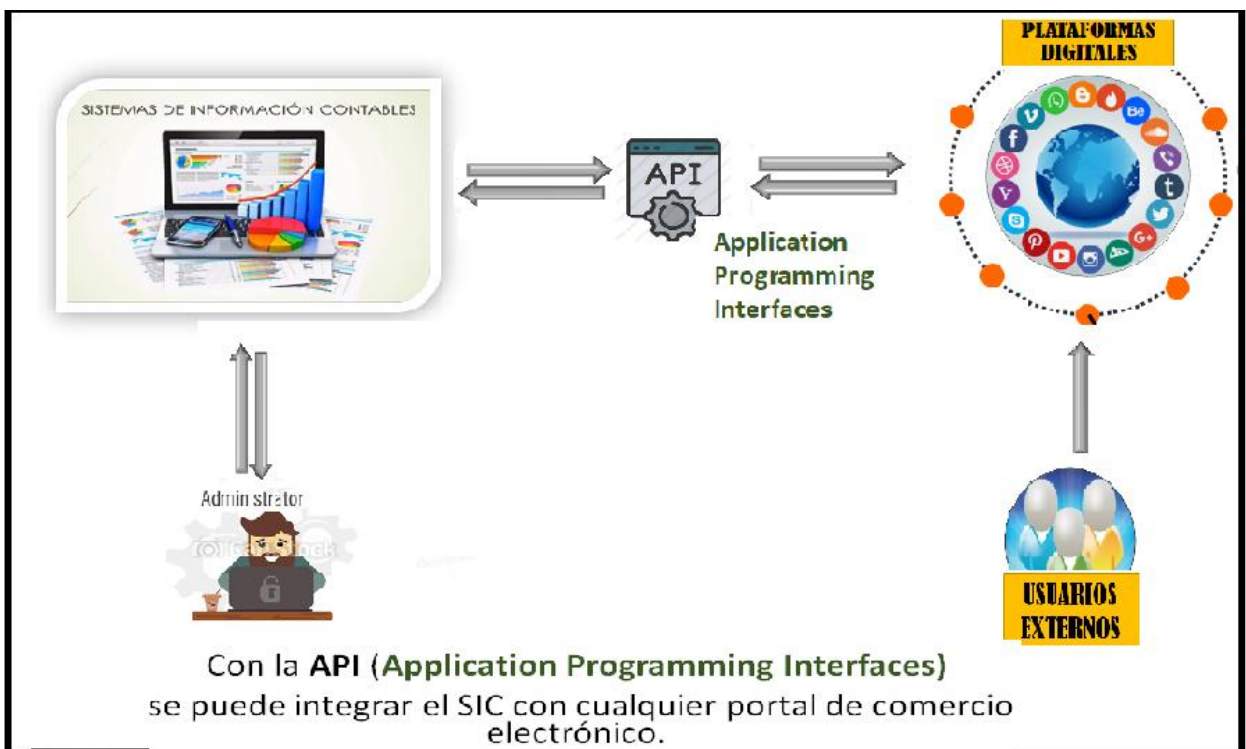 PLATAFORMAS
DIGITALES
SISTEMAS DE INFORMACIÓN CONTABLES
API
Application
Programming
Interfaces
Administrator
USUARIOS
EXTERNOS
Con la API (Application Programming Interfaces)
se puede integrar el SIC con cualquier portal de comercio
electrónico.